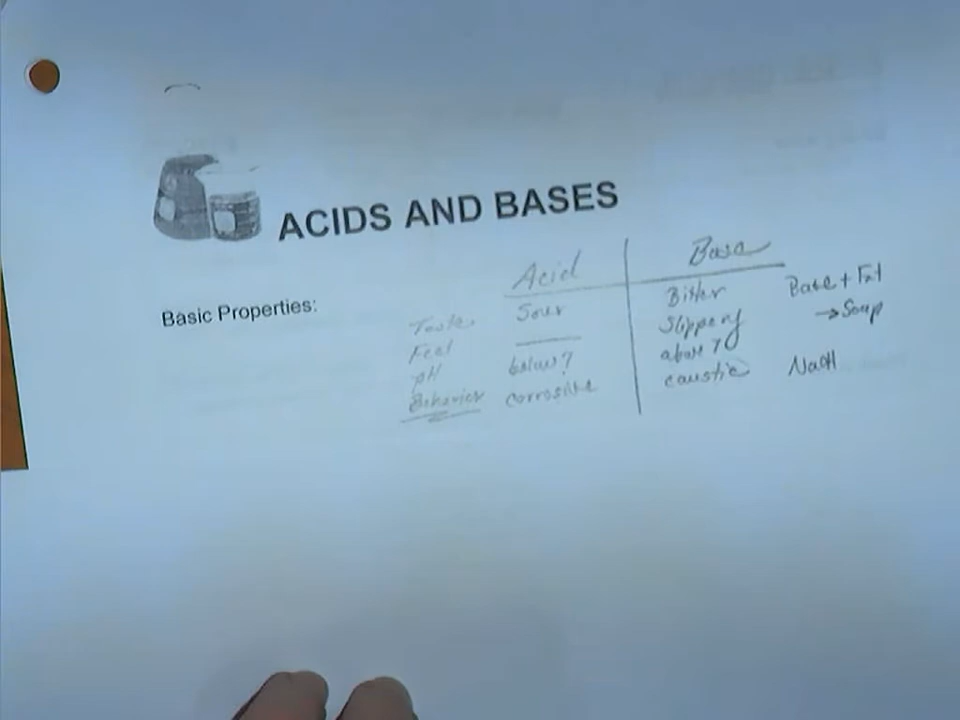 ACIDS AND BASES
Acid Base
Basic Properties:
Taste Sour Bitter Base + Fat
Feel — Slippery → Soap
pH below 7 above 7
Behavior corrosive caustic NaOH